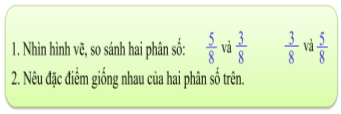 1. Nhìn hình vẽ, so sánh hai phân số: 5/8 và 3/8 3/8 và 5/8
2. Nêu đặc điểm giống nhau của hai phân số trên.